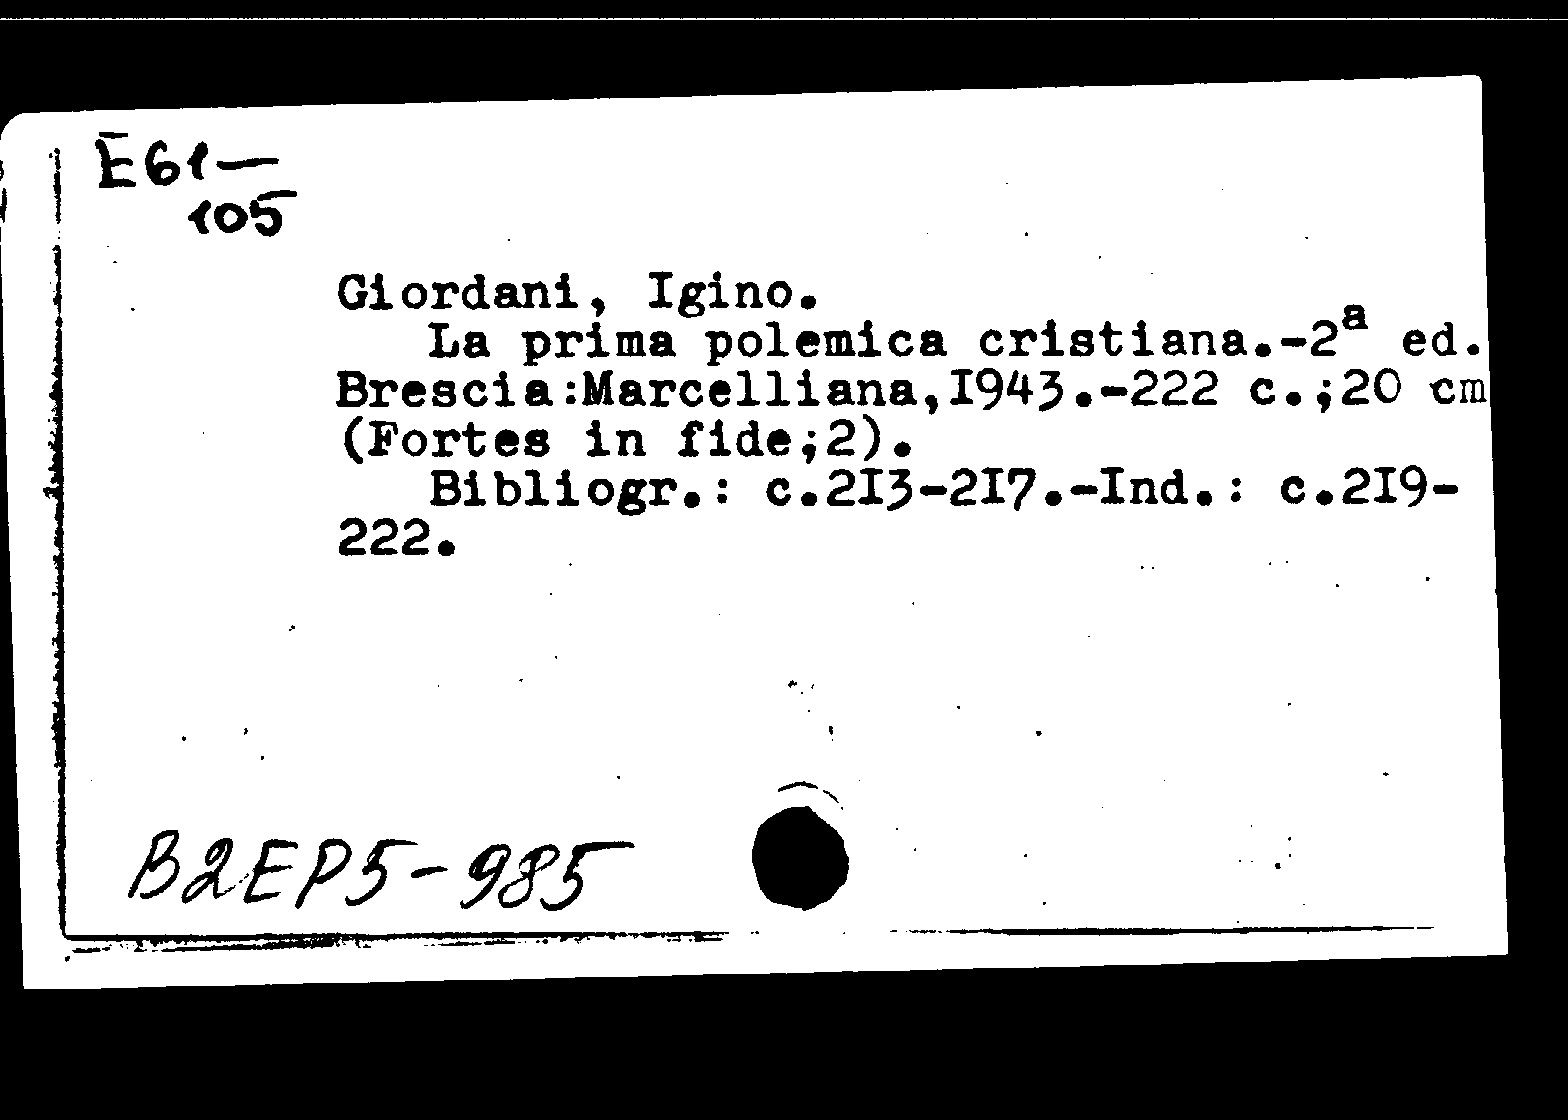 E61—
105
Giordani, Igino.
La prima polemica cristiana.-2ª ed.
Brescia:Marcelliana,I943.-222 c.;20 cm
(Fortes in fide;2).
Bibliogr.: c.2I3-2I7.-Ind.: c.2I9-
222.
B2EP5-985